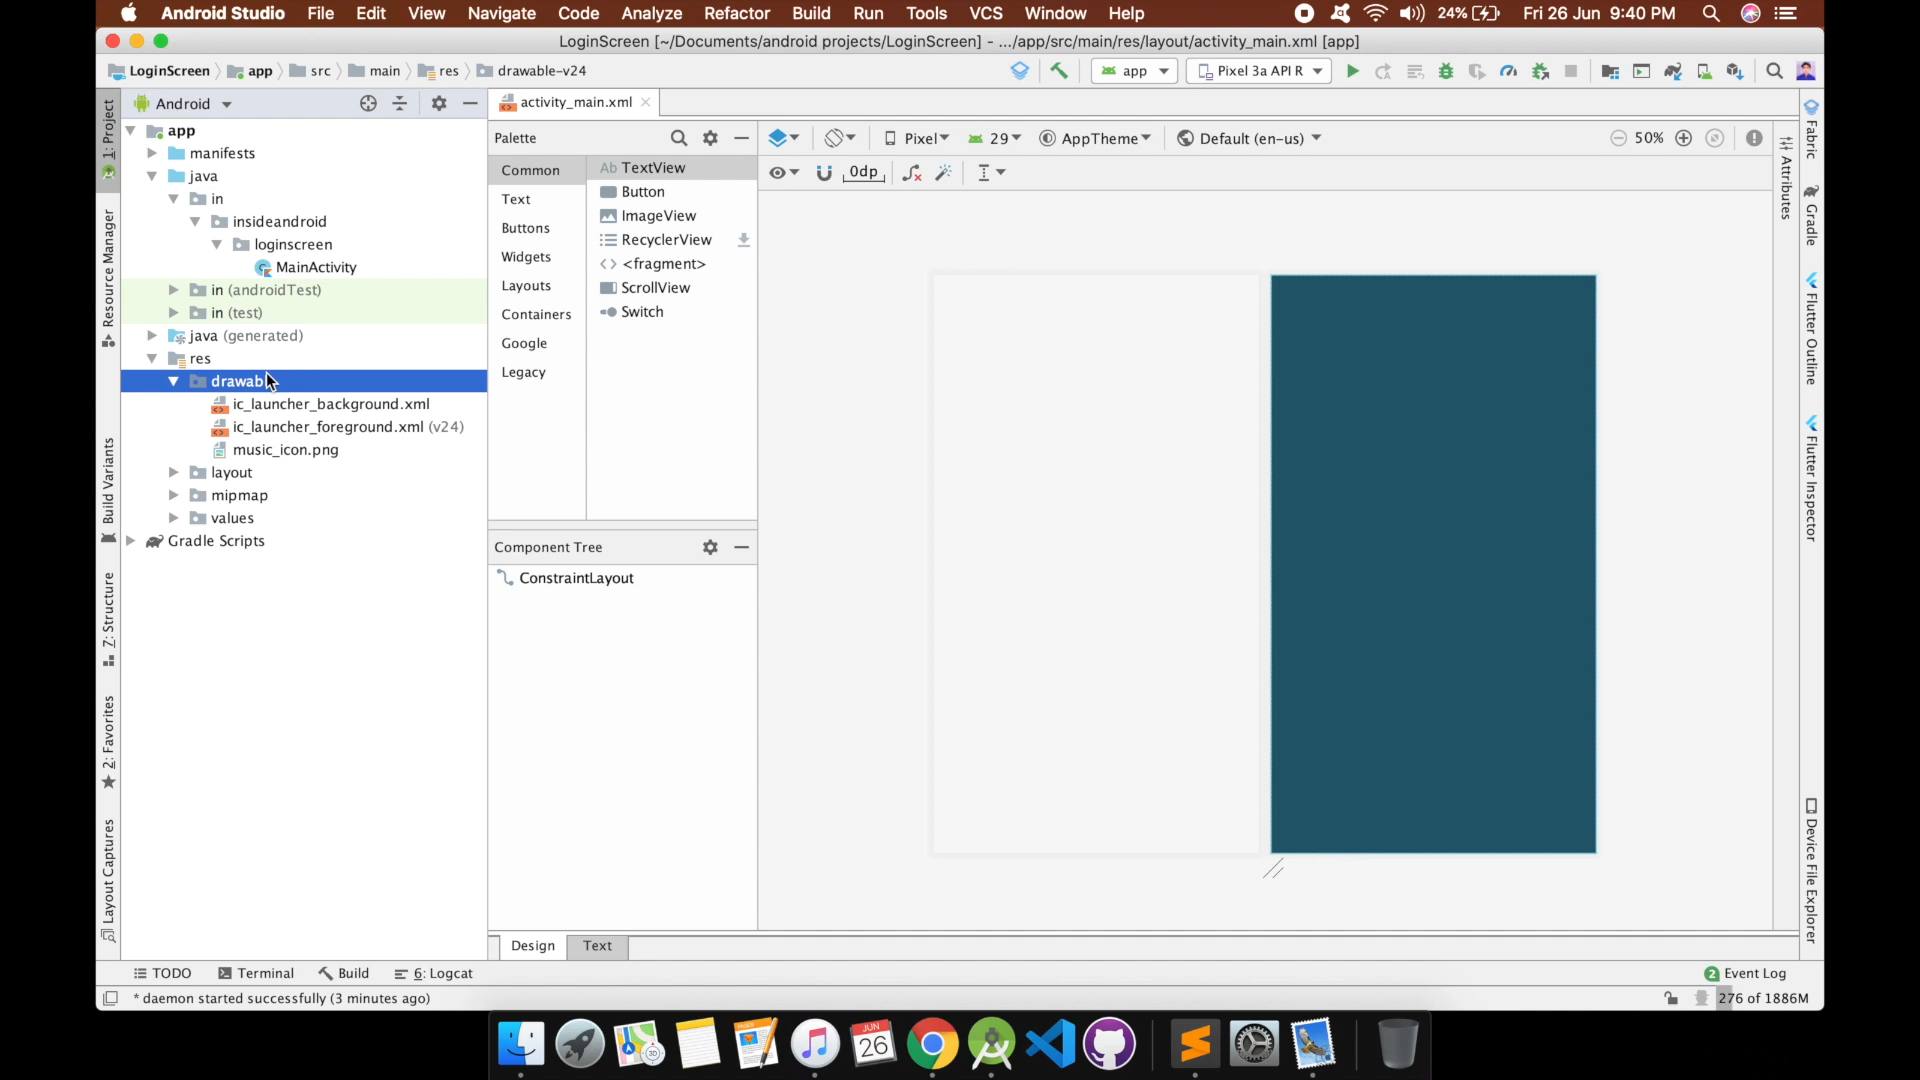 Android Studio File Edit View Navigate Code Analyze Refactor Build Run Tools VCS Window Help 24% Fri 26 Jun 9:40 PM
LoginScreen [~/Documents/android projects/LoginScreen] - .../app/src/main/res/layout/activity_main.xml [app]
LoginScreen app src main res drawable-v24 app Pixel 3a API R
Android
activity_main.xml
1: Project
Resource Manager
Build Variants
Z: Structure
2: Favorites
Layout Captures
app
manifests
java
in
insideandroid
loginscreen
MainActivity
in (androidTest)
in (test)
java (generated)
res
drawab
ic_launcher_background.xml
ic_launcher_foreground.xml (v24)
music_icon.png
layout
mipmap
values
Gradle Scripts
Palette
Common
Text
Buttons
Widgets
Layouts
Containers
Google
Legacy
Ab TextView
Button
ImageView
RecyclerView
<> <fragment>
ScrollView
Switch
Component Tree
ConstraintLayout
Pixel 29 AppTheme Default (en-us) 50%
0dp
Attributes
Fabric
Gradle
Flutter Outline
Flutter Inspector
Device File Explorer
Design Text
TODO Terminal Build 6: Logcat 2 Event Log
* daemon started successfully (3 minutes ago) 276 of 1886M
PAGES
3D
JUN
26